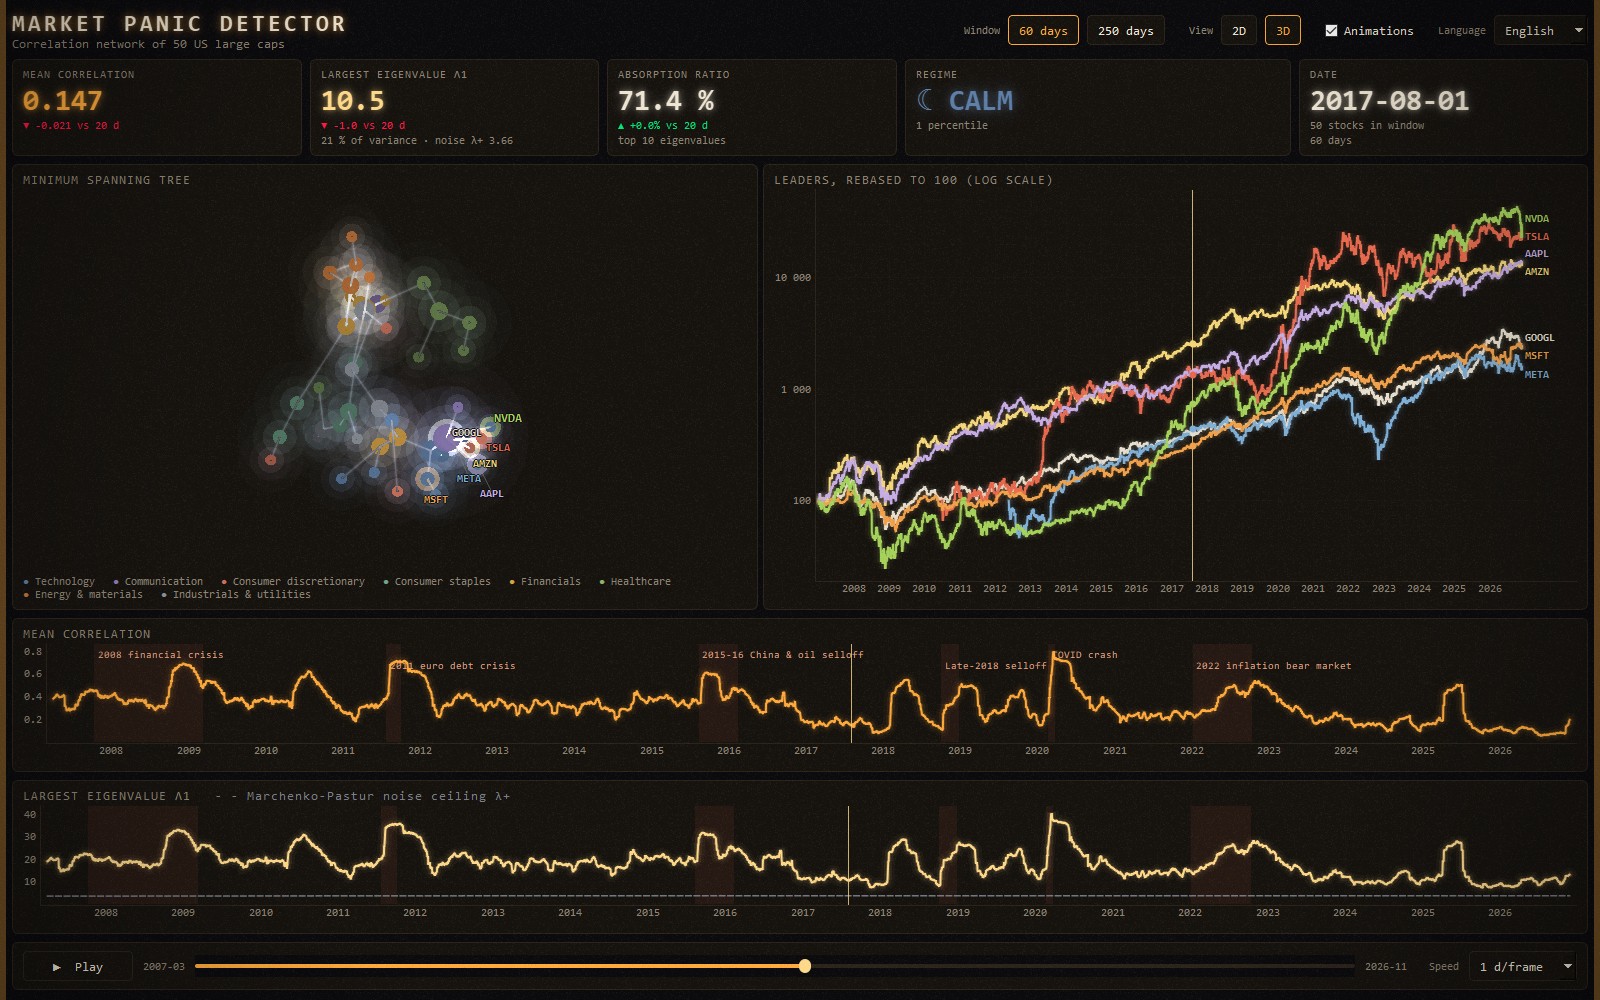 MARKET PANIC DETECTOR
Correlation network of 50 US large caps
Window 60 days 250 days View 2D 3D Animations Language English
MEAN CORRELATION
0.147
▼ -0.021 vs 20 d
LARGEST EIGENVALUE Λ1
10.5
▼ -1.0 vs 20 d
21 % of variance · noise λ+ 3.66
ABSORPTION RATIO
71.4 %
▲ +0.0% vs 20 d
top 10 eigenvalues
REGIME
☾ CALM
1 percentile
DATE
2017-08-01
50 stocks in window
60 days
MINIMUM SPANNING TREE
NVDA
GOOGL
TSLA
AMZN
META
AAPL
MSFT
• Technology • Communication • Consumer discretionary • Consumer staples • Financials • Healthcare
• Energy & materials • Industrials & utilities
LEADERS, REBASED TO 100 (LOG SCALE)
NVDA
TSLA
AAPL
AMZN
GOOGL
MSFT
META
10 000
1 000
100
2008 2009 2010 2011 2012 2013 2014 2015 2016 2017 2018 2019 2020 2021 2022 2023 2024 2025 2026
MEAN CORRELATION
0.8
0.6
0.4
0.2
2008 financial crisis
2011 euro debt crisis
2015-16 China & oil selloff
Late-2018 selloff
COVID crash
2022 inflation bear market
2008 2009 2010 2011 2012 2013 2014 2015 2016 2017 2018 2019 2020 2021 2022 2023 2024 2025 2026
LARGEST EIGENVALUE Λ1 - - Marchenko-Pastur noise ceiling λ+
40
30
20
10
2008 2009 2010 2011 2012 2013 2014 2015 2016 2017 2018 2019 2020 2021 2022 2023 2024 2025 2026
▶ Play 2007-03 2026-11 Speed 1 d/frame